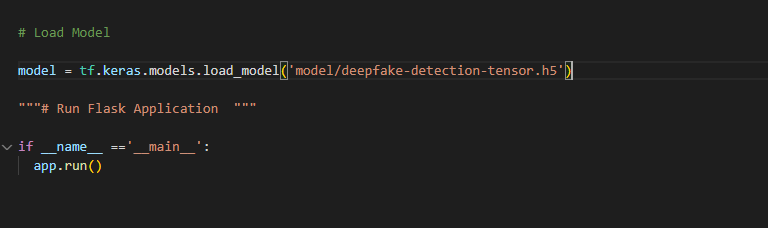 # Load Model
model = tf.keras.models.load_model('model/deepfake-detection-tensor.h5')
"""# Run Flask Application  """
if __name__ =='__main__':
app.run()